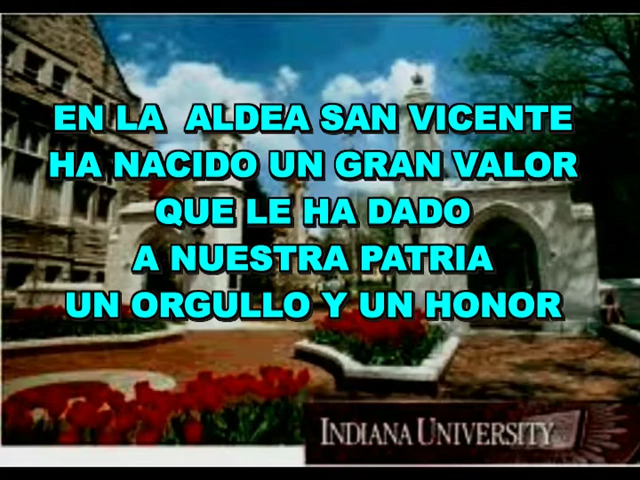 EN LA ALDEA SAN VICENTE
HA NACIDO UN GRAN VALOR
QUE LE HA DADO
A NUESTRA PATRIA
UN ORGULLO Y UN HONOR
INDIANA UNIVERSITY